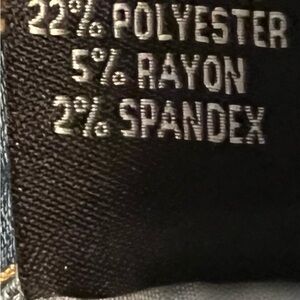 22% POLYESTER
5% RAYON
2% SPANDEX